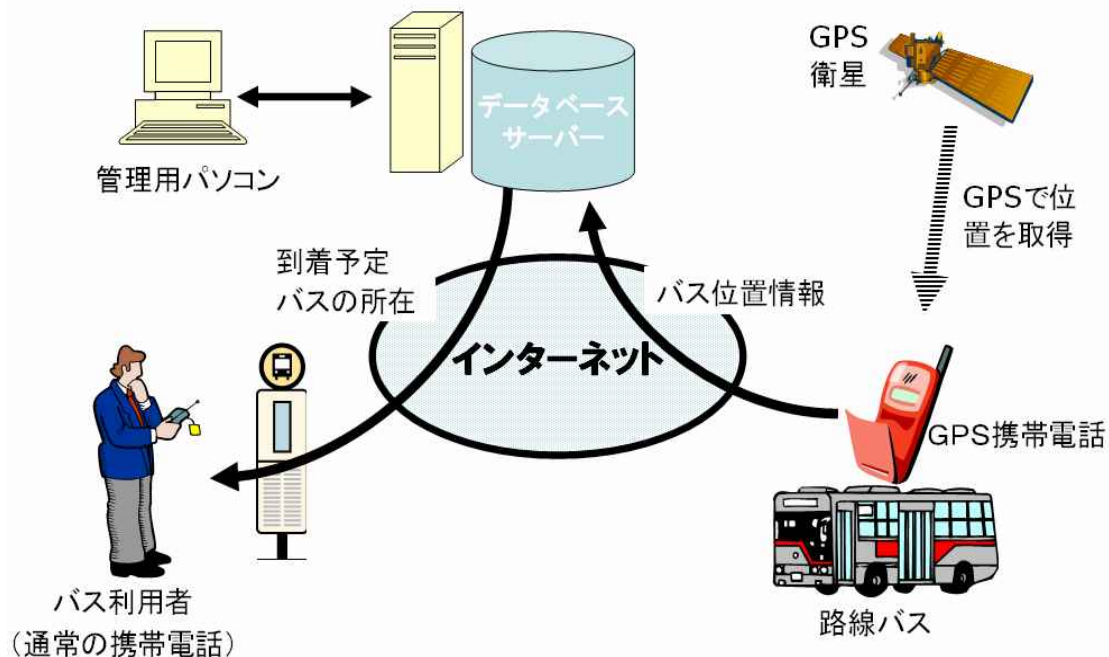 GPS
衛星
データベース
サーバー
管理用パソコン
GPSで位
置を取得
到着予定
バスの所在
バス位置情報
インターネット
GPS携帯電話
バス利用者
（通常の携帯電話）
路線バス